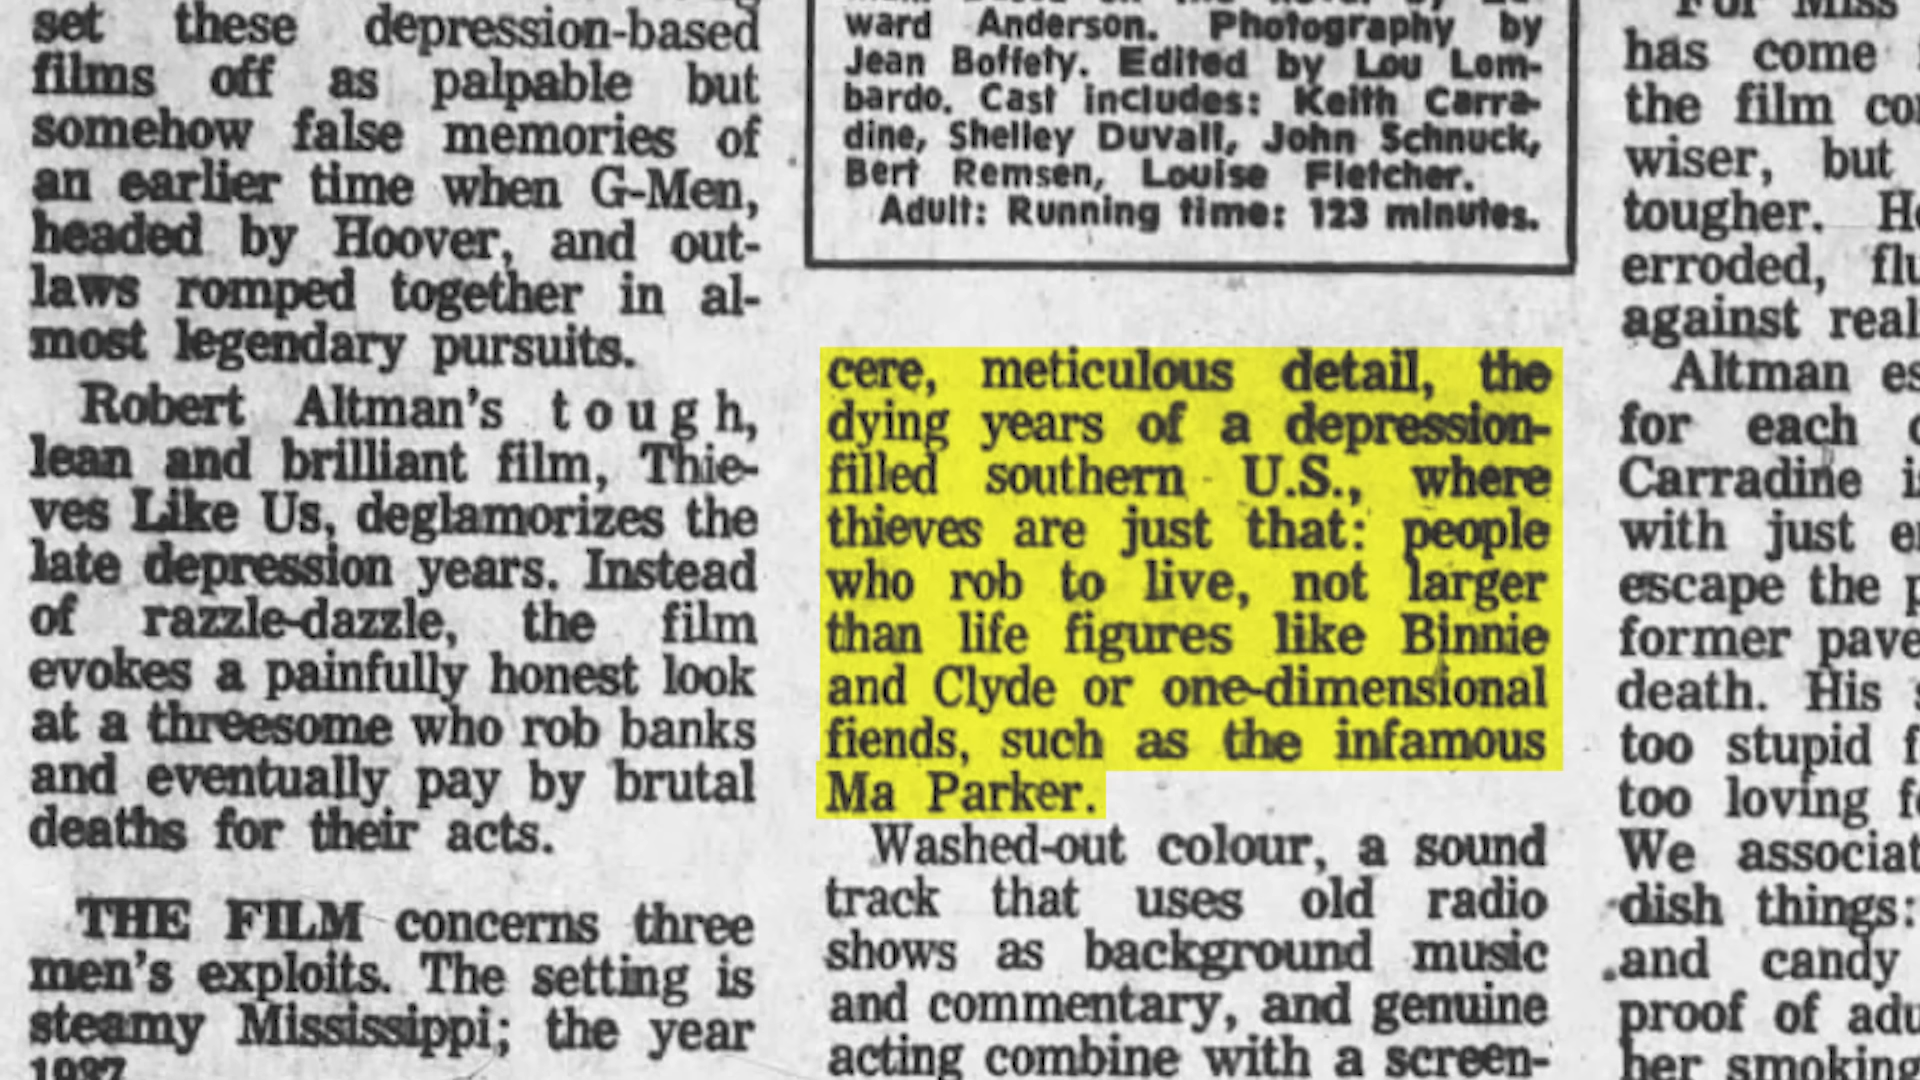 set these depression-based
films off as palpable but
somehow false memories of
an earlier time when G-Men,
headed by Hoover, and out-
laws romped together in al-
most legendary pursuits.
Robert Altman's tough,
lean and brilliant film, Thie-
ves Like Us, deglamorizes the
late depression years. Instead
of razzle-dazzle, the film
evokes a painfully honest look
at a threesome who rob banks
and eventually pay by brutal
deaths for their acts.
THE FILM concerns three
men's exploits. The setting is
steamy Mississippi; the year
1937
ward Anderson. Photography by
Jean Boffety. Edited by Lou Lom-
bardo. Cast includes: Keith Carra-
dine, Shelley Duvall, John Schnuck,
Bert Remsen, Louise Fletcher.
Adult: Running time: 123 minutes.
cere, meticulous detail, the
dying years of a depression-
filled southern U.S., where
thieves are just that: people
who rob to live, not larger
than life figures like Binnie
and Clyde or one-dimensional
fiends, such as the infamous
Ma Parker.
Washed-out colour, a sound
track that uses old radio
shows as background music
and commentary, and genuine
acting combine with a screen-
For Miss
has come
the film
wiser, but
tougher.
erroded,
against real
Altman
for each
Carradine
with just
escape the
former
death. His
too stupid
too loving
We
dish things:
and candy
proof of
her smoking